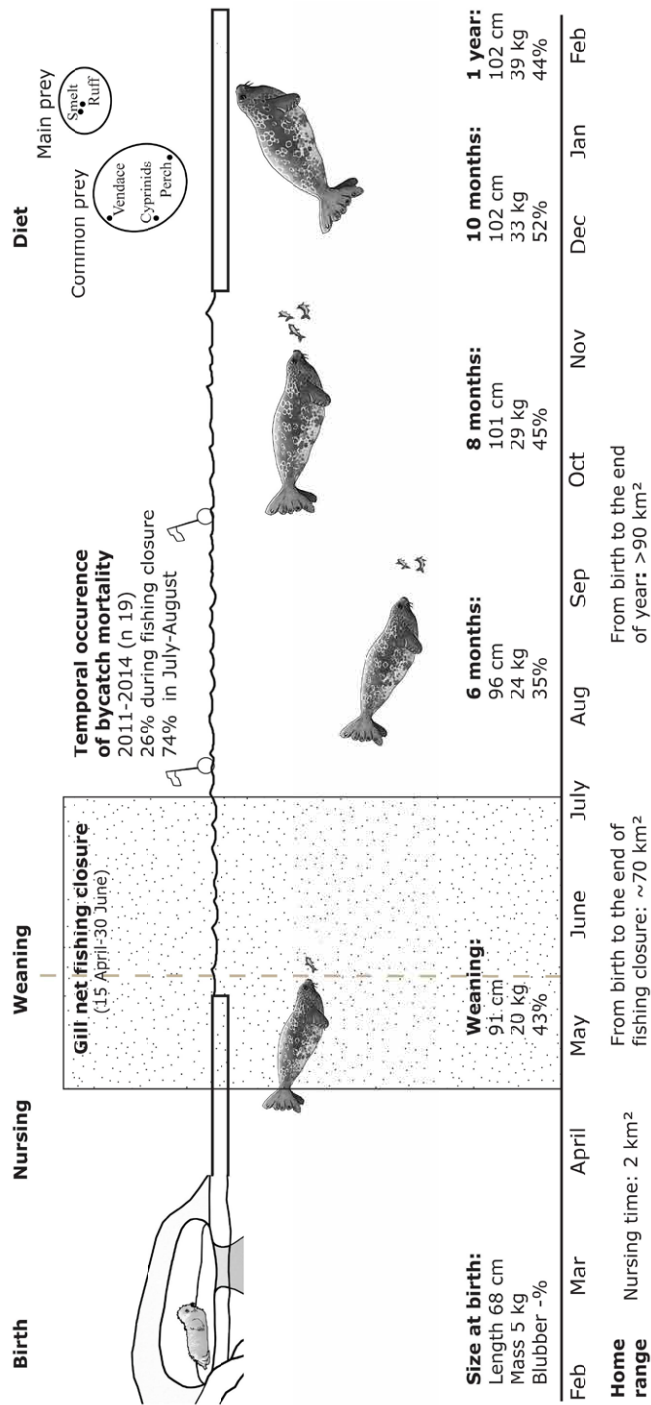 Birth
Nursing
Weaning
Diet
Common prey
Main prey
Vendace
Cyprinids
Perch
Smelt
Ruff
Gill net fishing closure
(15 April-30 June)
Temporal occurence
of bycatch mortality
2011-2014 (n 19)
26% during fishing closure
74% in July-August
Size at birth:
Length 68 cm
Mass 5 kg
Blubber -%
Weaning:
91 cm
20 kg
43%
6 months:
96 cm
24 kg
35%
8 months:
101 cm
29 kg
45%
10 months:
102 cm
33 kg
52%
1 year:
102 cm
39 kg
44%
Feb Mar April May June July Aug Sep Oct Nov Dec Jan Feb
Home
range
Nursing time: 2 km²
From birth to the end of
fishing closure: ~70 km²
From birth to the end
of year: >90 km²